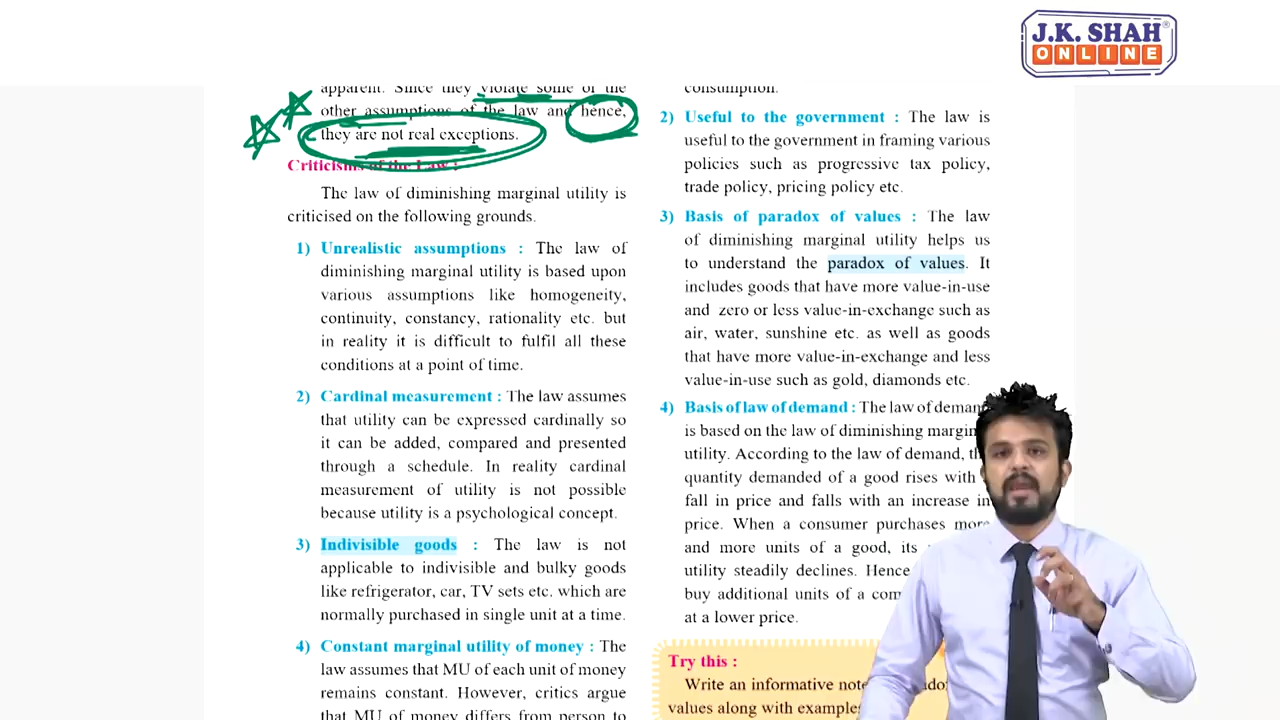 J.K. SHAH
ONLINE
apparent. Since they violate some of the
other assumptions of the law and hence,
they are not real exceptions.
Criticisms of the Law :
The law of diminishing marginal utility is
criticised on the following grounds.
1) Unrealistic assumptions : The law of
diminishing marginal utility is based upon
various assumptions like homogeneity,
continuity, constancy, rationality etc. but
in reality it is difficult to fulfil all these
conditions at a point of time.
2) Cardinal measurement : The law assumes
that utility can be expressed cardinally so
it can be added, compared and presented
through a schedule. In reality cardinal
measurement of utility is not possible
because utility is a psychological concept.
3) Indivisible goods : The law is not
applicable to indivisible and bulky goods
like refrigerator, car, TV sets etc. which are
normally purchased in single unit at a time.
4) Constant marginal utility of money : The
law assumes that MU of each unit of money
remains constant. However, critics argue
that MU of money differs from person to
consumption.
2) Useful to the government : The law is
useful to the government in framing various
policies such as progressive tax policy,
trade policy, pricing policy etc.
3) Basis of paradox of values : The law
of diminishing marginal utility helps us
to understand the paradox of values. It
includes goods that have more value-in-use
and zero or less value-in-exchange such as
air, water, sunshine etc. as well as goods
that have more value-in-exchange and less
value-in-use such as gold, diamonds etc.
4) Basis of law of demand : The law of deman
is based on the law of diminishing margin
utility. According to the law of demand, th
quantity demanded of a good rises with
fall in price and falls with an increase in
price. When a consumer purchases more
and more units of a good, its
utility steadily declines. Hence
buy additional units of a com
at a lower price.
Try this :
Write an informative note
values along with examples